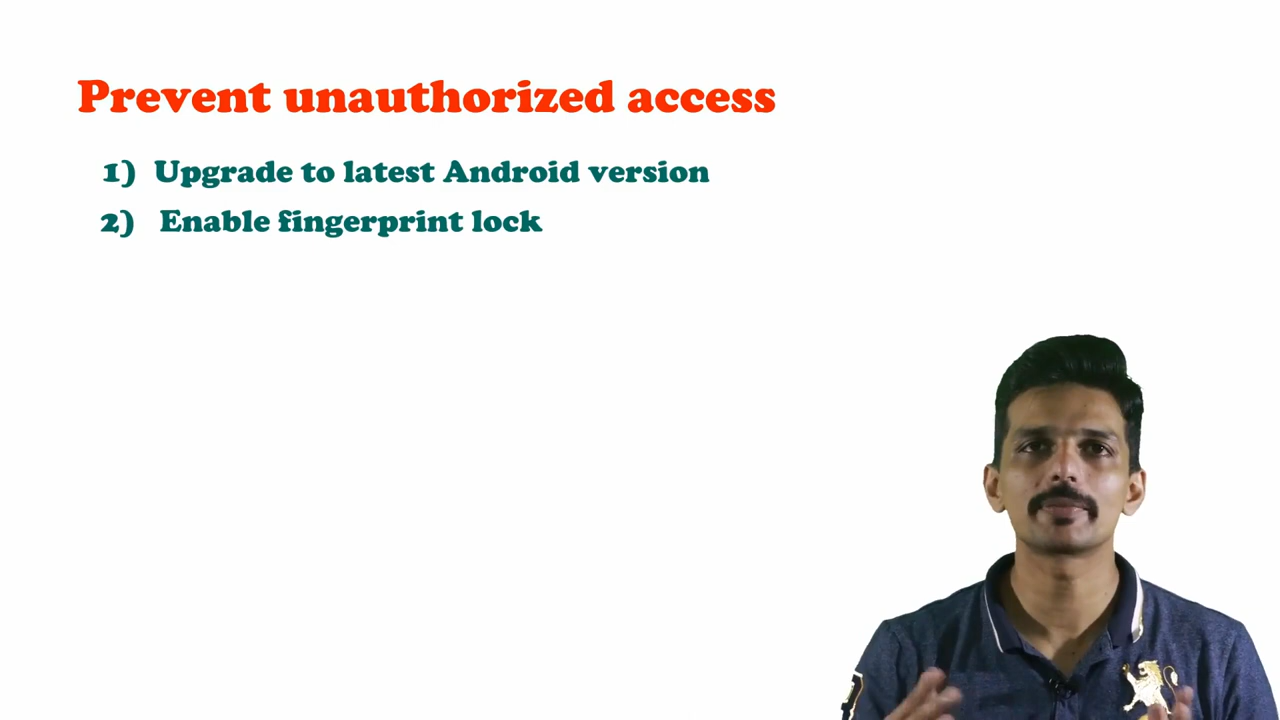 Prevent unauthorized access
1) Upgrade to latest Android version
2) Enable fingerprint lock